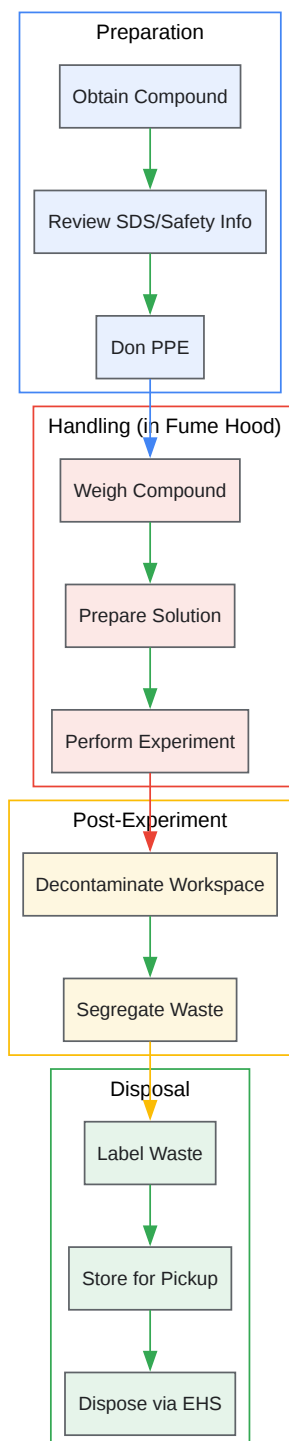 Preparation
Obtain Compound
Review SDS/Safety Info
Don PPE
Handling (in Fume Hood)
Weigh Compound
Prepare Solution
Perform Experiment
Post-Experiment
Decontaminate Workspace
Segregate Waste
Disposal
Label Waste
Store for Pickup
Dispose via EHS